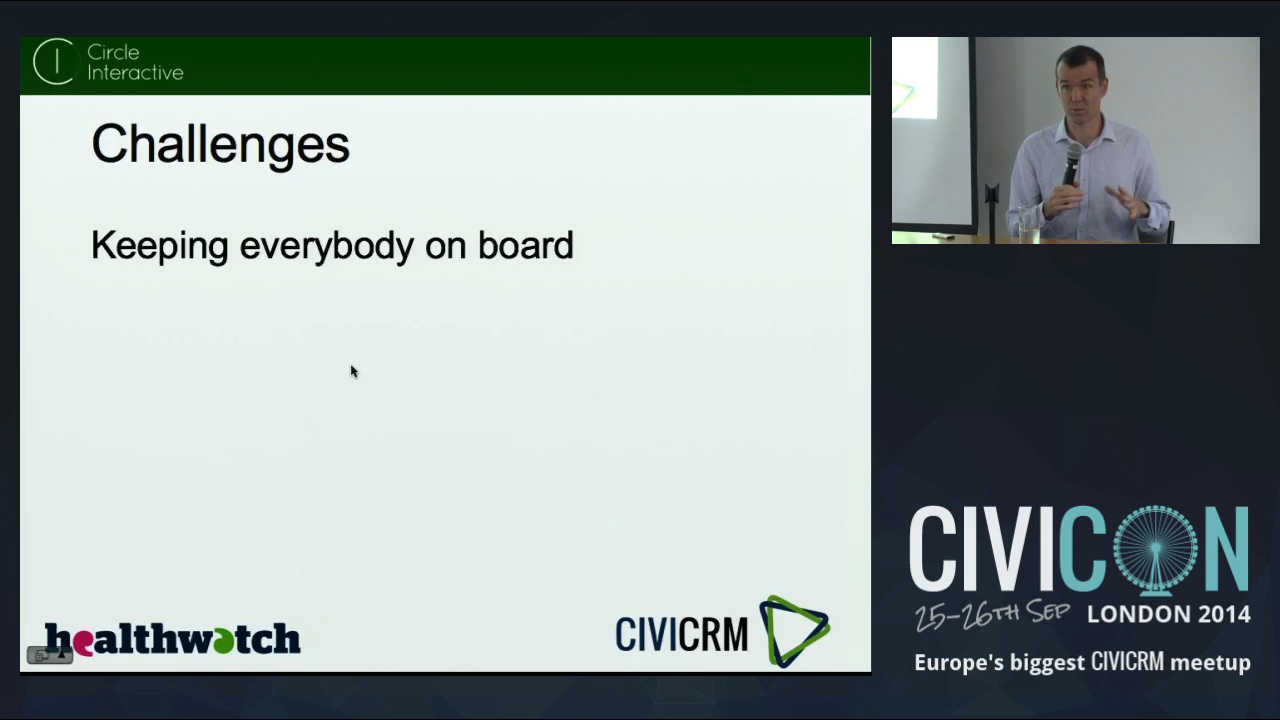 Circle
Interactive
Challenges
Keeping everybody on board
healthwatch
CIVICRM
CIVICON
25-26TH SEP LONDON 2014
Europe's biggest CIVICRM meetup